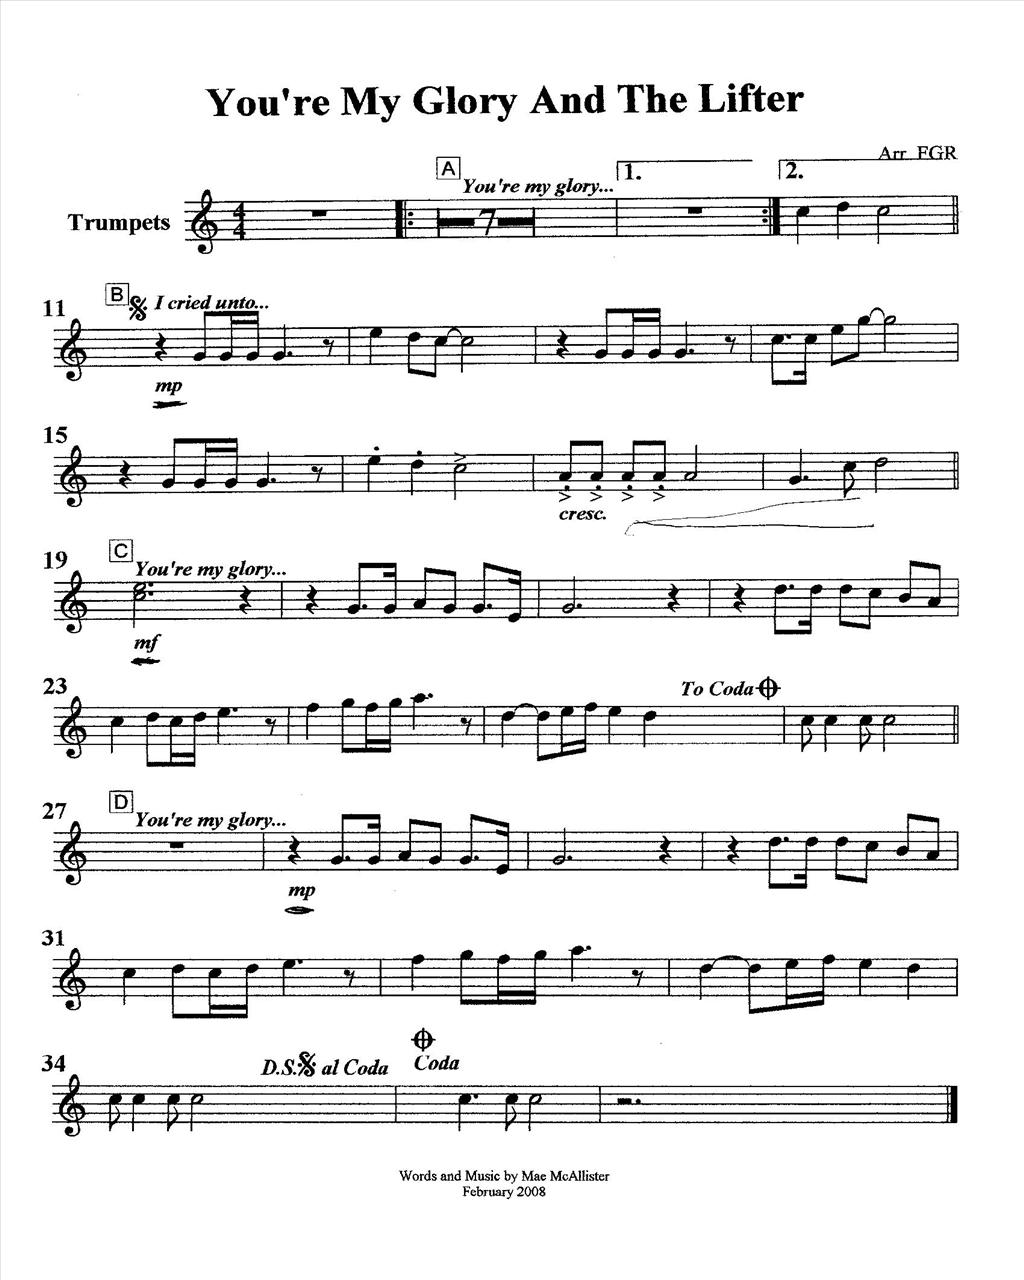 You're My Glory And The Lifter
Arr. FGR
A You're my glory... 1. 2.
Trumpets 4 4 7
B I cried unto...
11
mp
15
cresc.
19 C You're my glory...
mf
23 To Coda
27 D You're my glory...
mp
31
34 D.S. al Coda Coda
Words and Music by Mae McAllister
February 2008